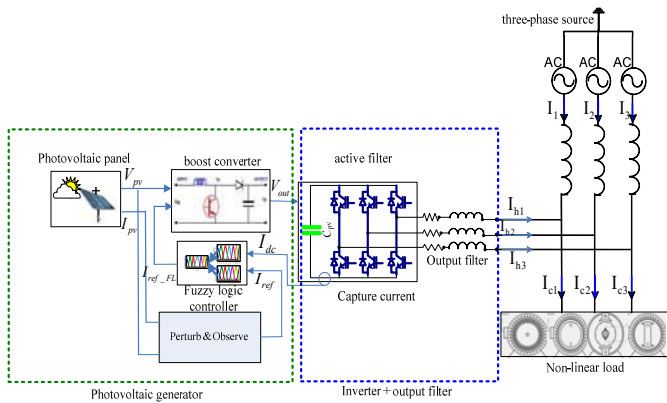 three-phase source
AC AC AC
I1 I2 I3
Photovoltaic panel
boost converter
active filter
Vpv
Vout
Ipv
Cpv
Ih1
Ih2
Ih3
Output filter
Idc
Iref_FL
Iref
Fuzzy logic
controller
Capture current
Ic1 Ic2 Ic3
Perturb & Observe
Non-linear load
Photovoltaic generator
Inverter + output filter